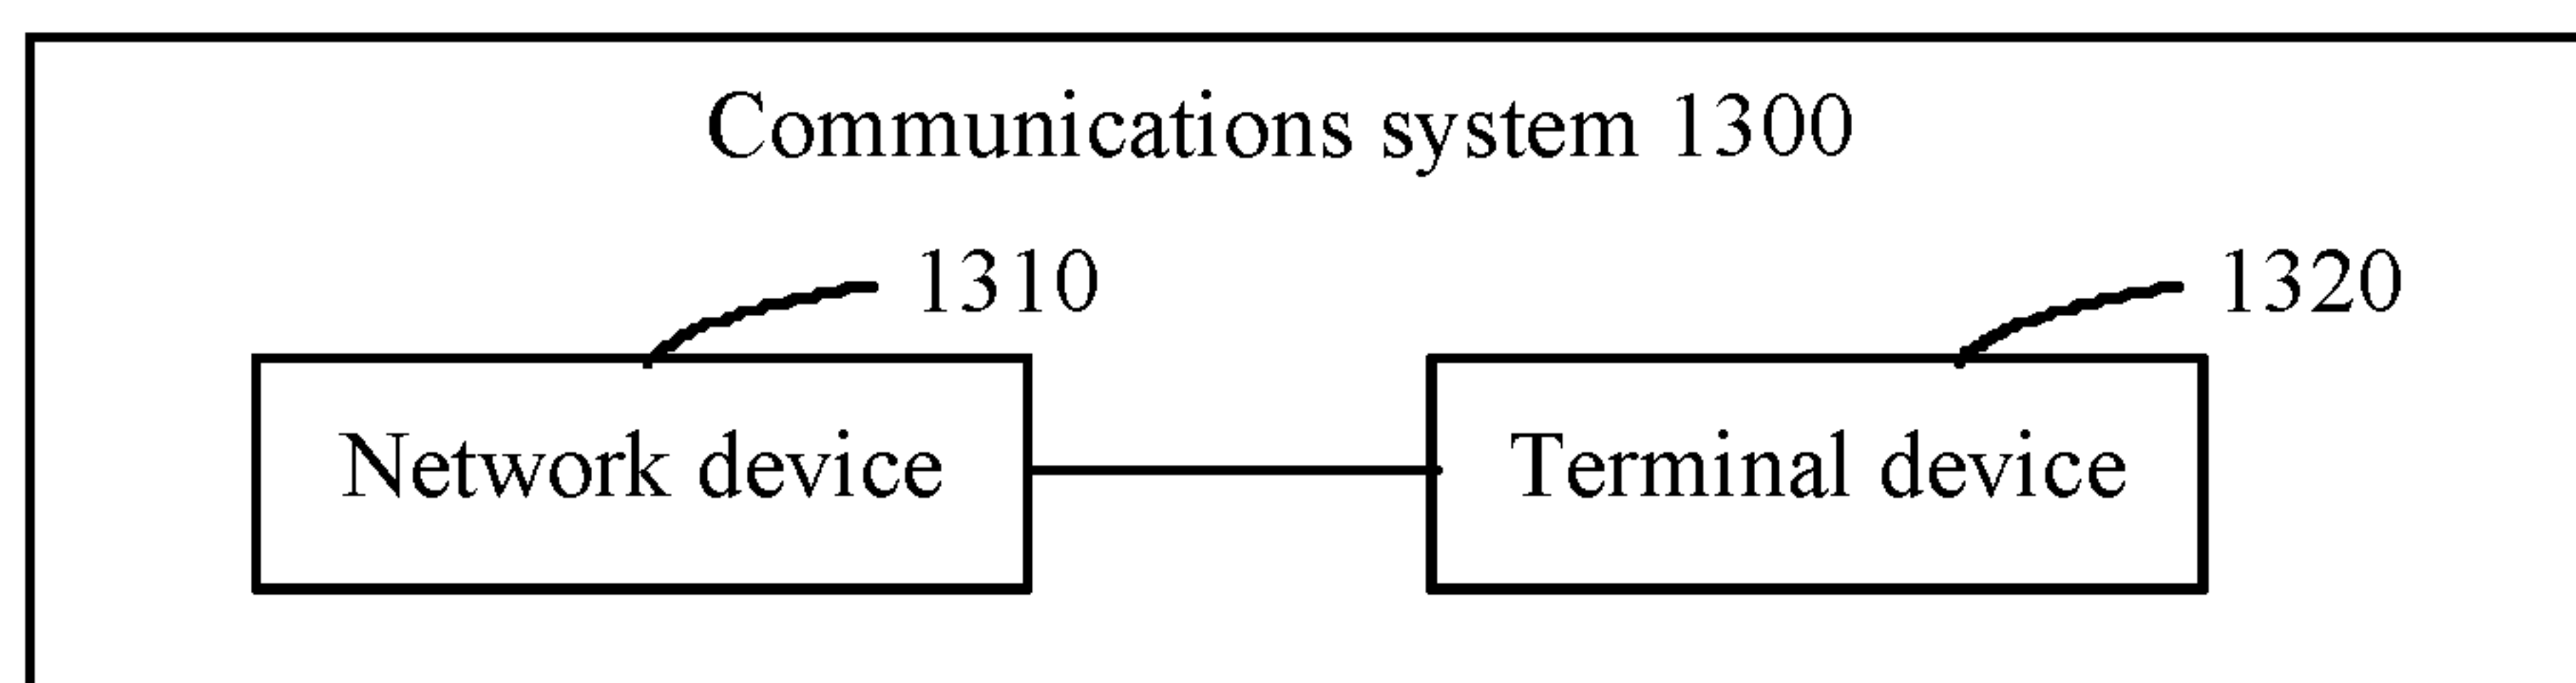 Communications system 1300
1310
1320
Network device
Terminal device